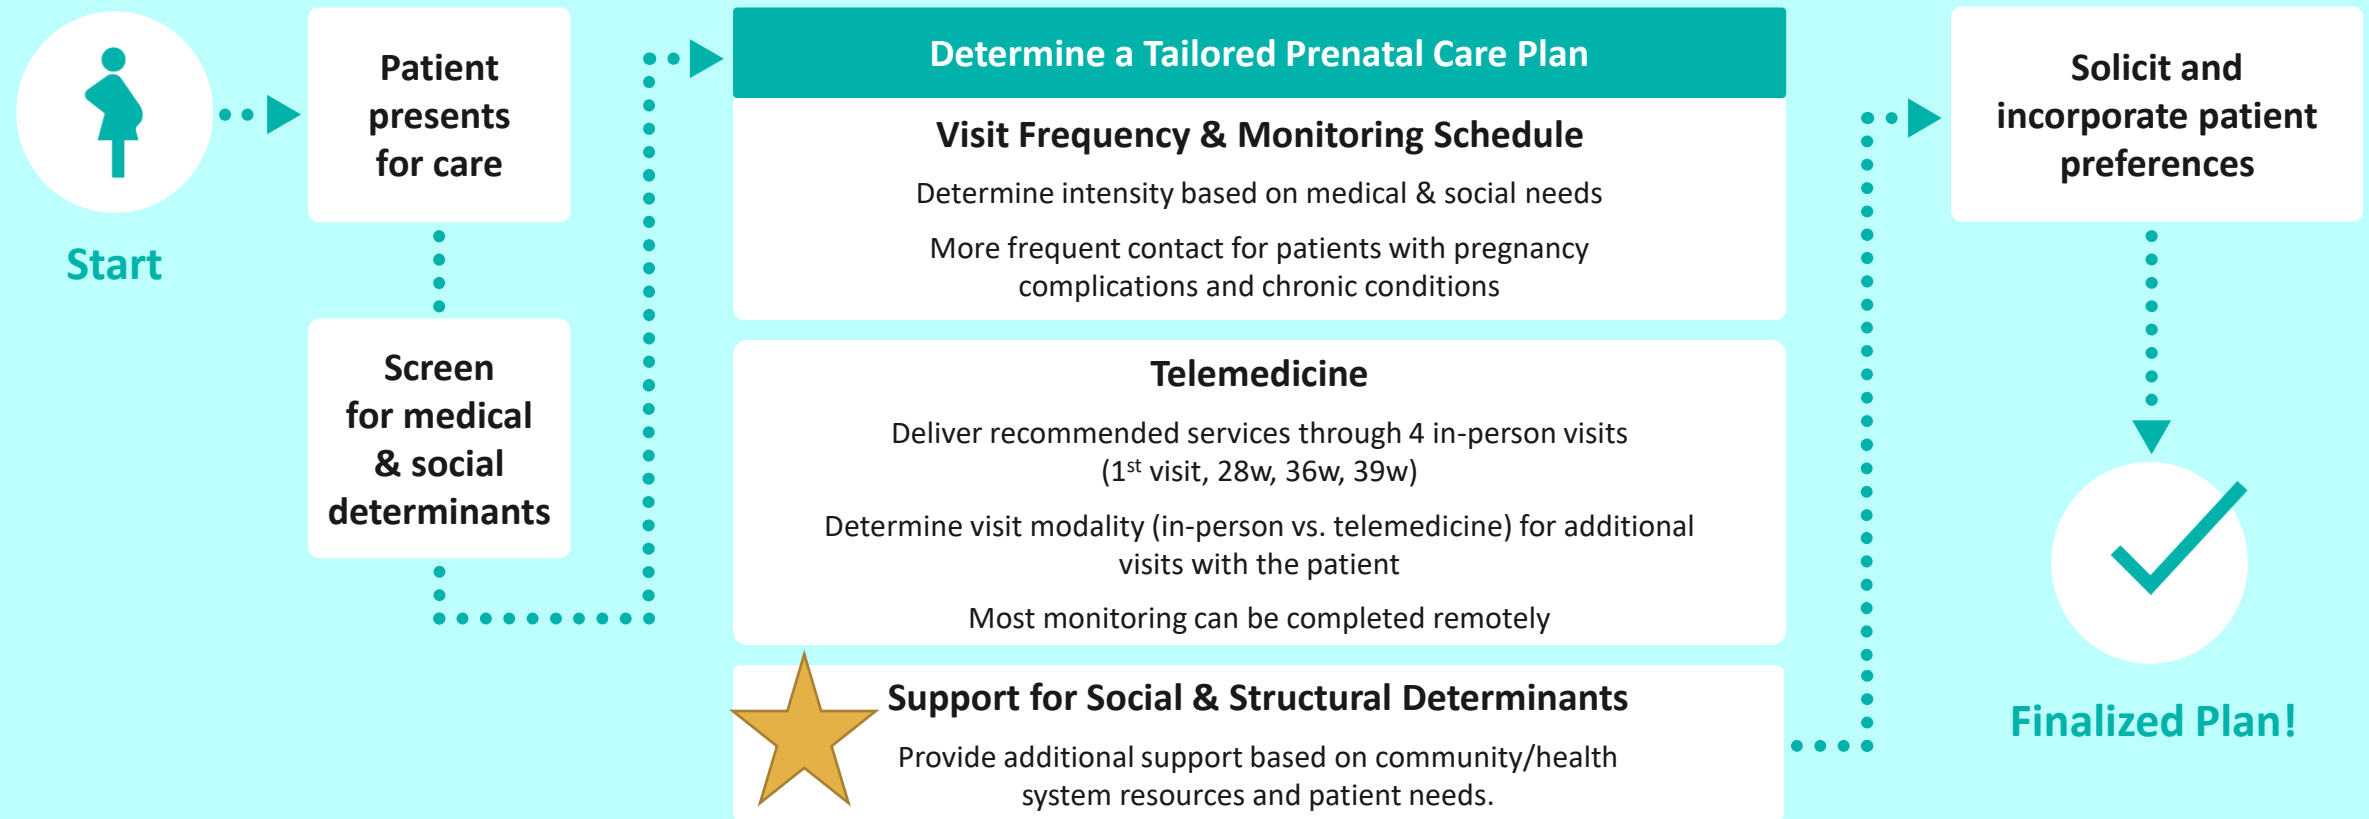 Start
Patient
presents
for care
Screen
for medical
& social
determinants
Determine a Tailored Prenatal Care Plan
Visit Frequency & Monitoring Schedule
Determine intensity based on medical & social needs
More frequent contact for patients with pregnancy
complications and chronic conditions
Telemedicine
Deliver recommended services through 4 in-person visits
(1st visit, 28w, 36w, 39w)
Determine visit modality (in-person vs. telemedicine) for additional
visits with the patient
Most monitoring can be completed remotely
Support for Social & Structural Determinants
Provide additional support based on community/health
system resources and patient needs.
Solicit and
incorporate patient
preferences
Finalized Plan!